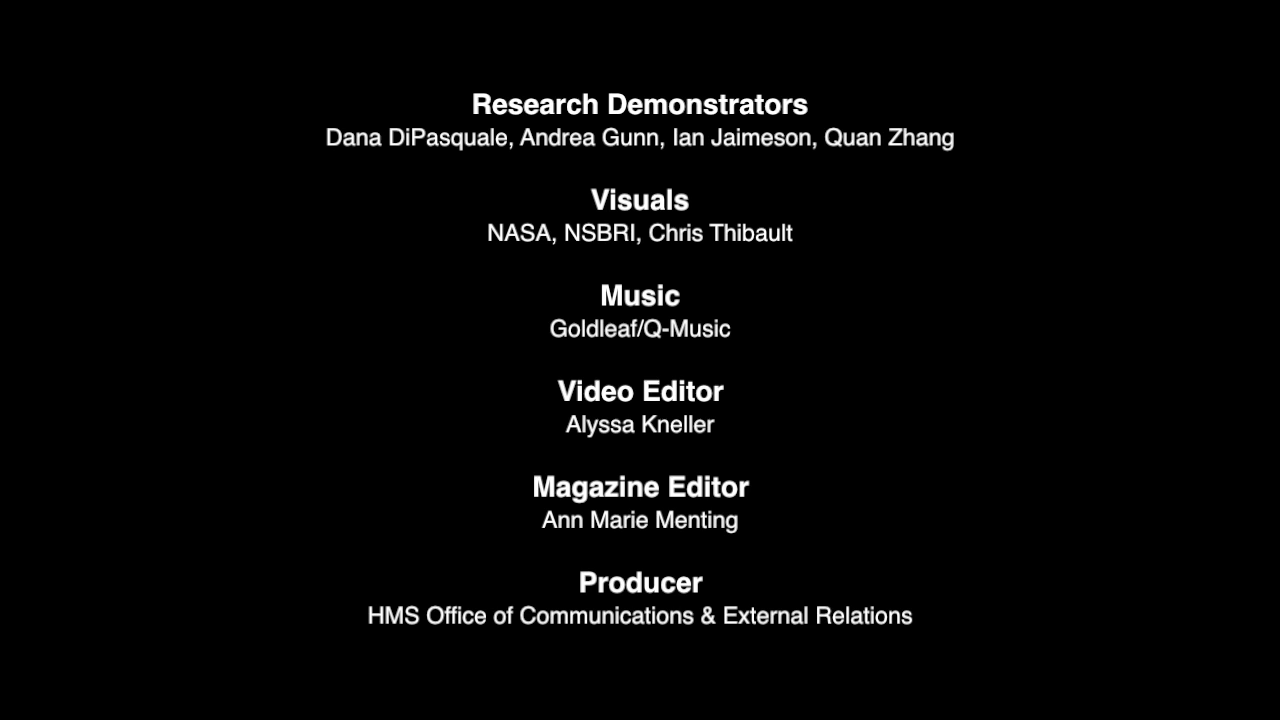 Research Demonstrators
Dana DiPasquale, Andrea Gunn, Ian Jaimeson, Quan Zhang
Visuals
NASA, NSBRI, Chris Thibault
Music
Goldleaf/Q-Music
Video Editor
Alyssa Kneller
Magazine Editor
Ann Marie Menting
Producer
HMS Office of Communications & External Relations